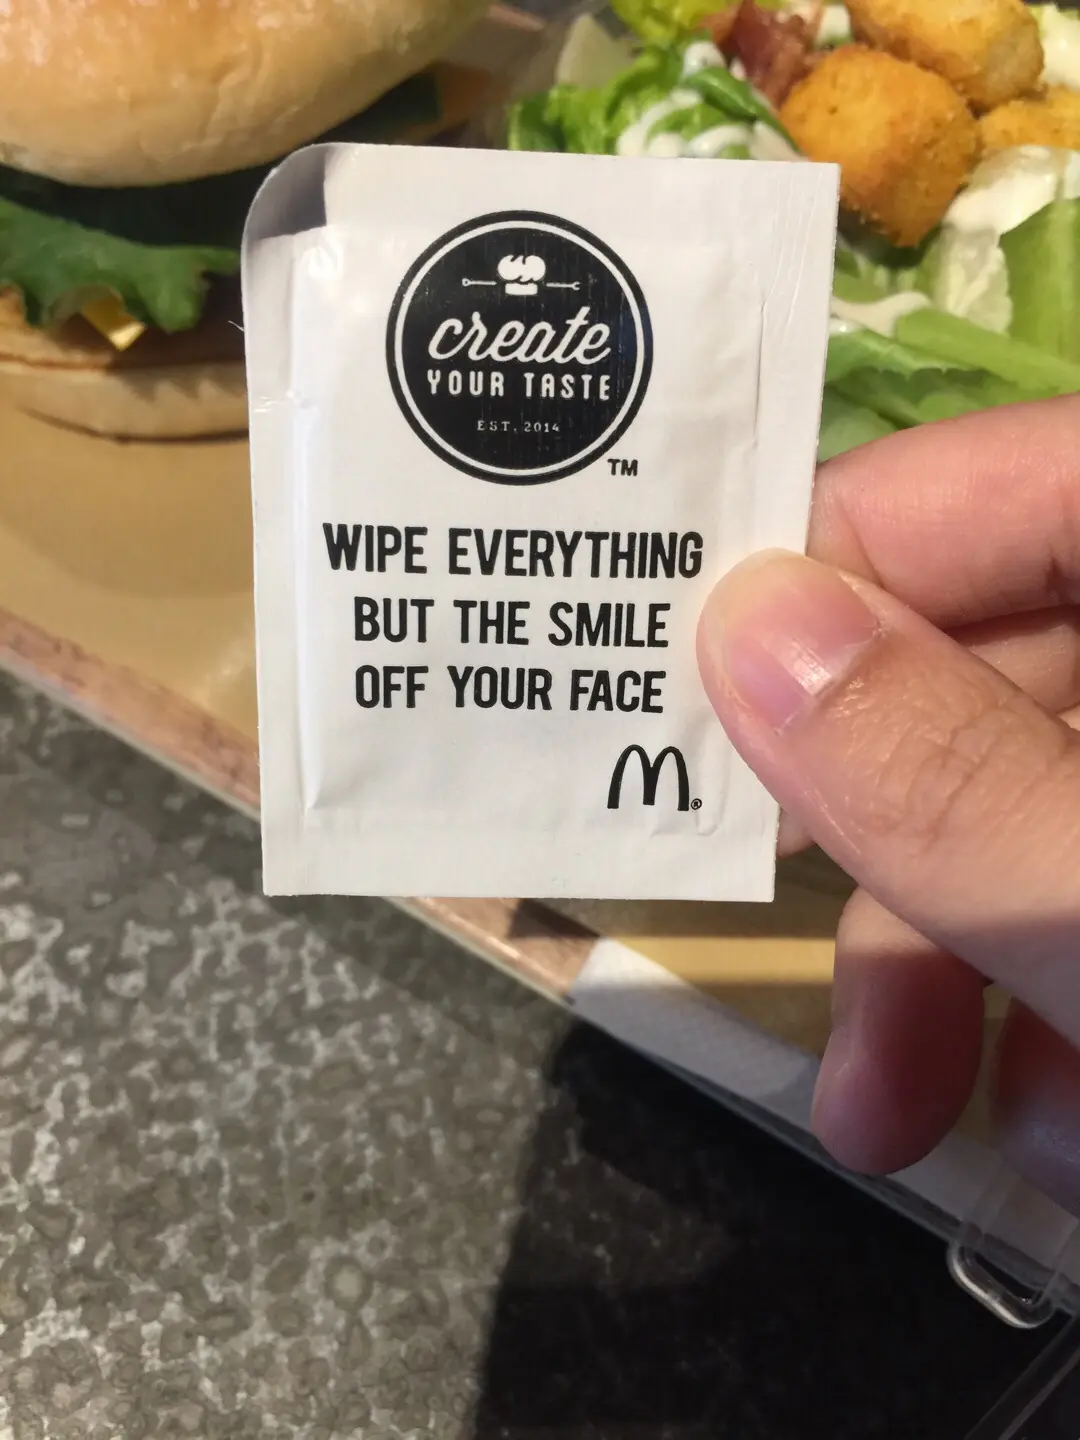 create
YOUR TASTE
EST. 2014
TM
WIPE EVERYTHING
BUT THE SMILE
OFF YOUR FACE
M®